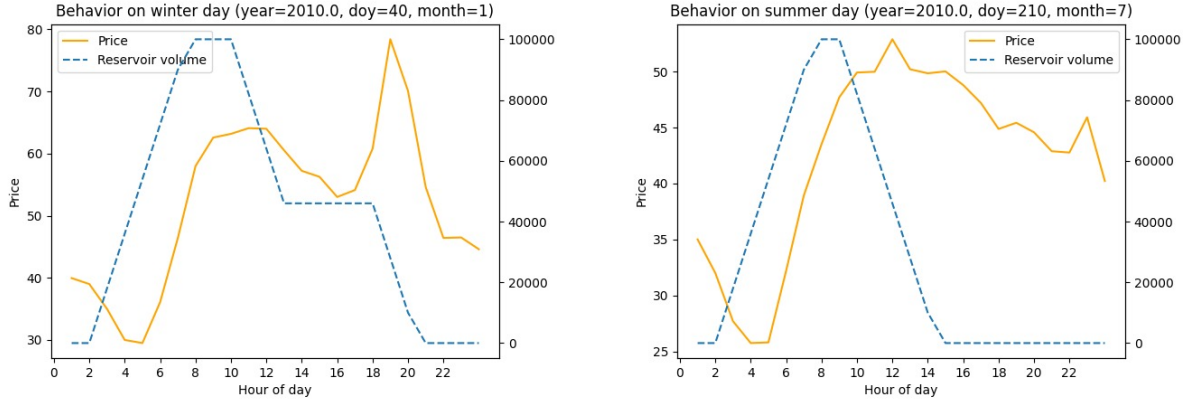 Behavior on winter day (year=2010.0, doy=40, month=1)
Price
Reservoir volume
80
70
60
50
40
30
Price
100000
80000
60000
40000
20000
0
0 2 4 6 8 10 12 14 16 18 20 22
Hour of day
Behavior on summer day (year=2010.0, doy=210, month=7)
Price
Reservoir volume
50
45
40
35
30
25
Price
100000
80000
60000
40000
20000
0
0 2 4 6 8 10 12 14 16 18 20 22
Hour of day